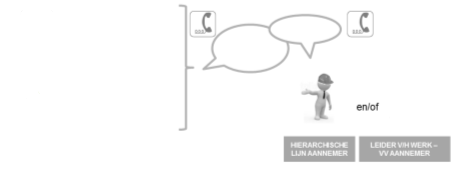 en/of
HIERARCHISCHE
LIJN AANNEMER
LEIDER V/H WERK –
VV AANNEMER